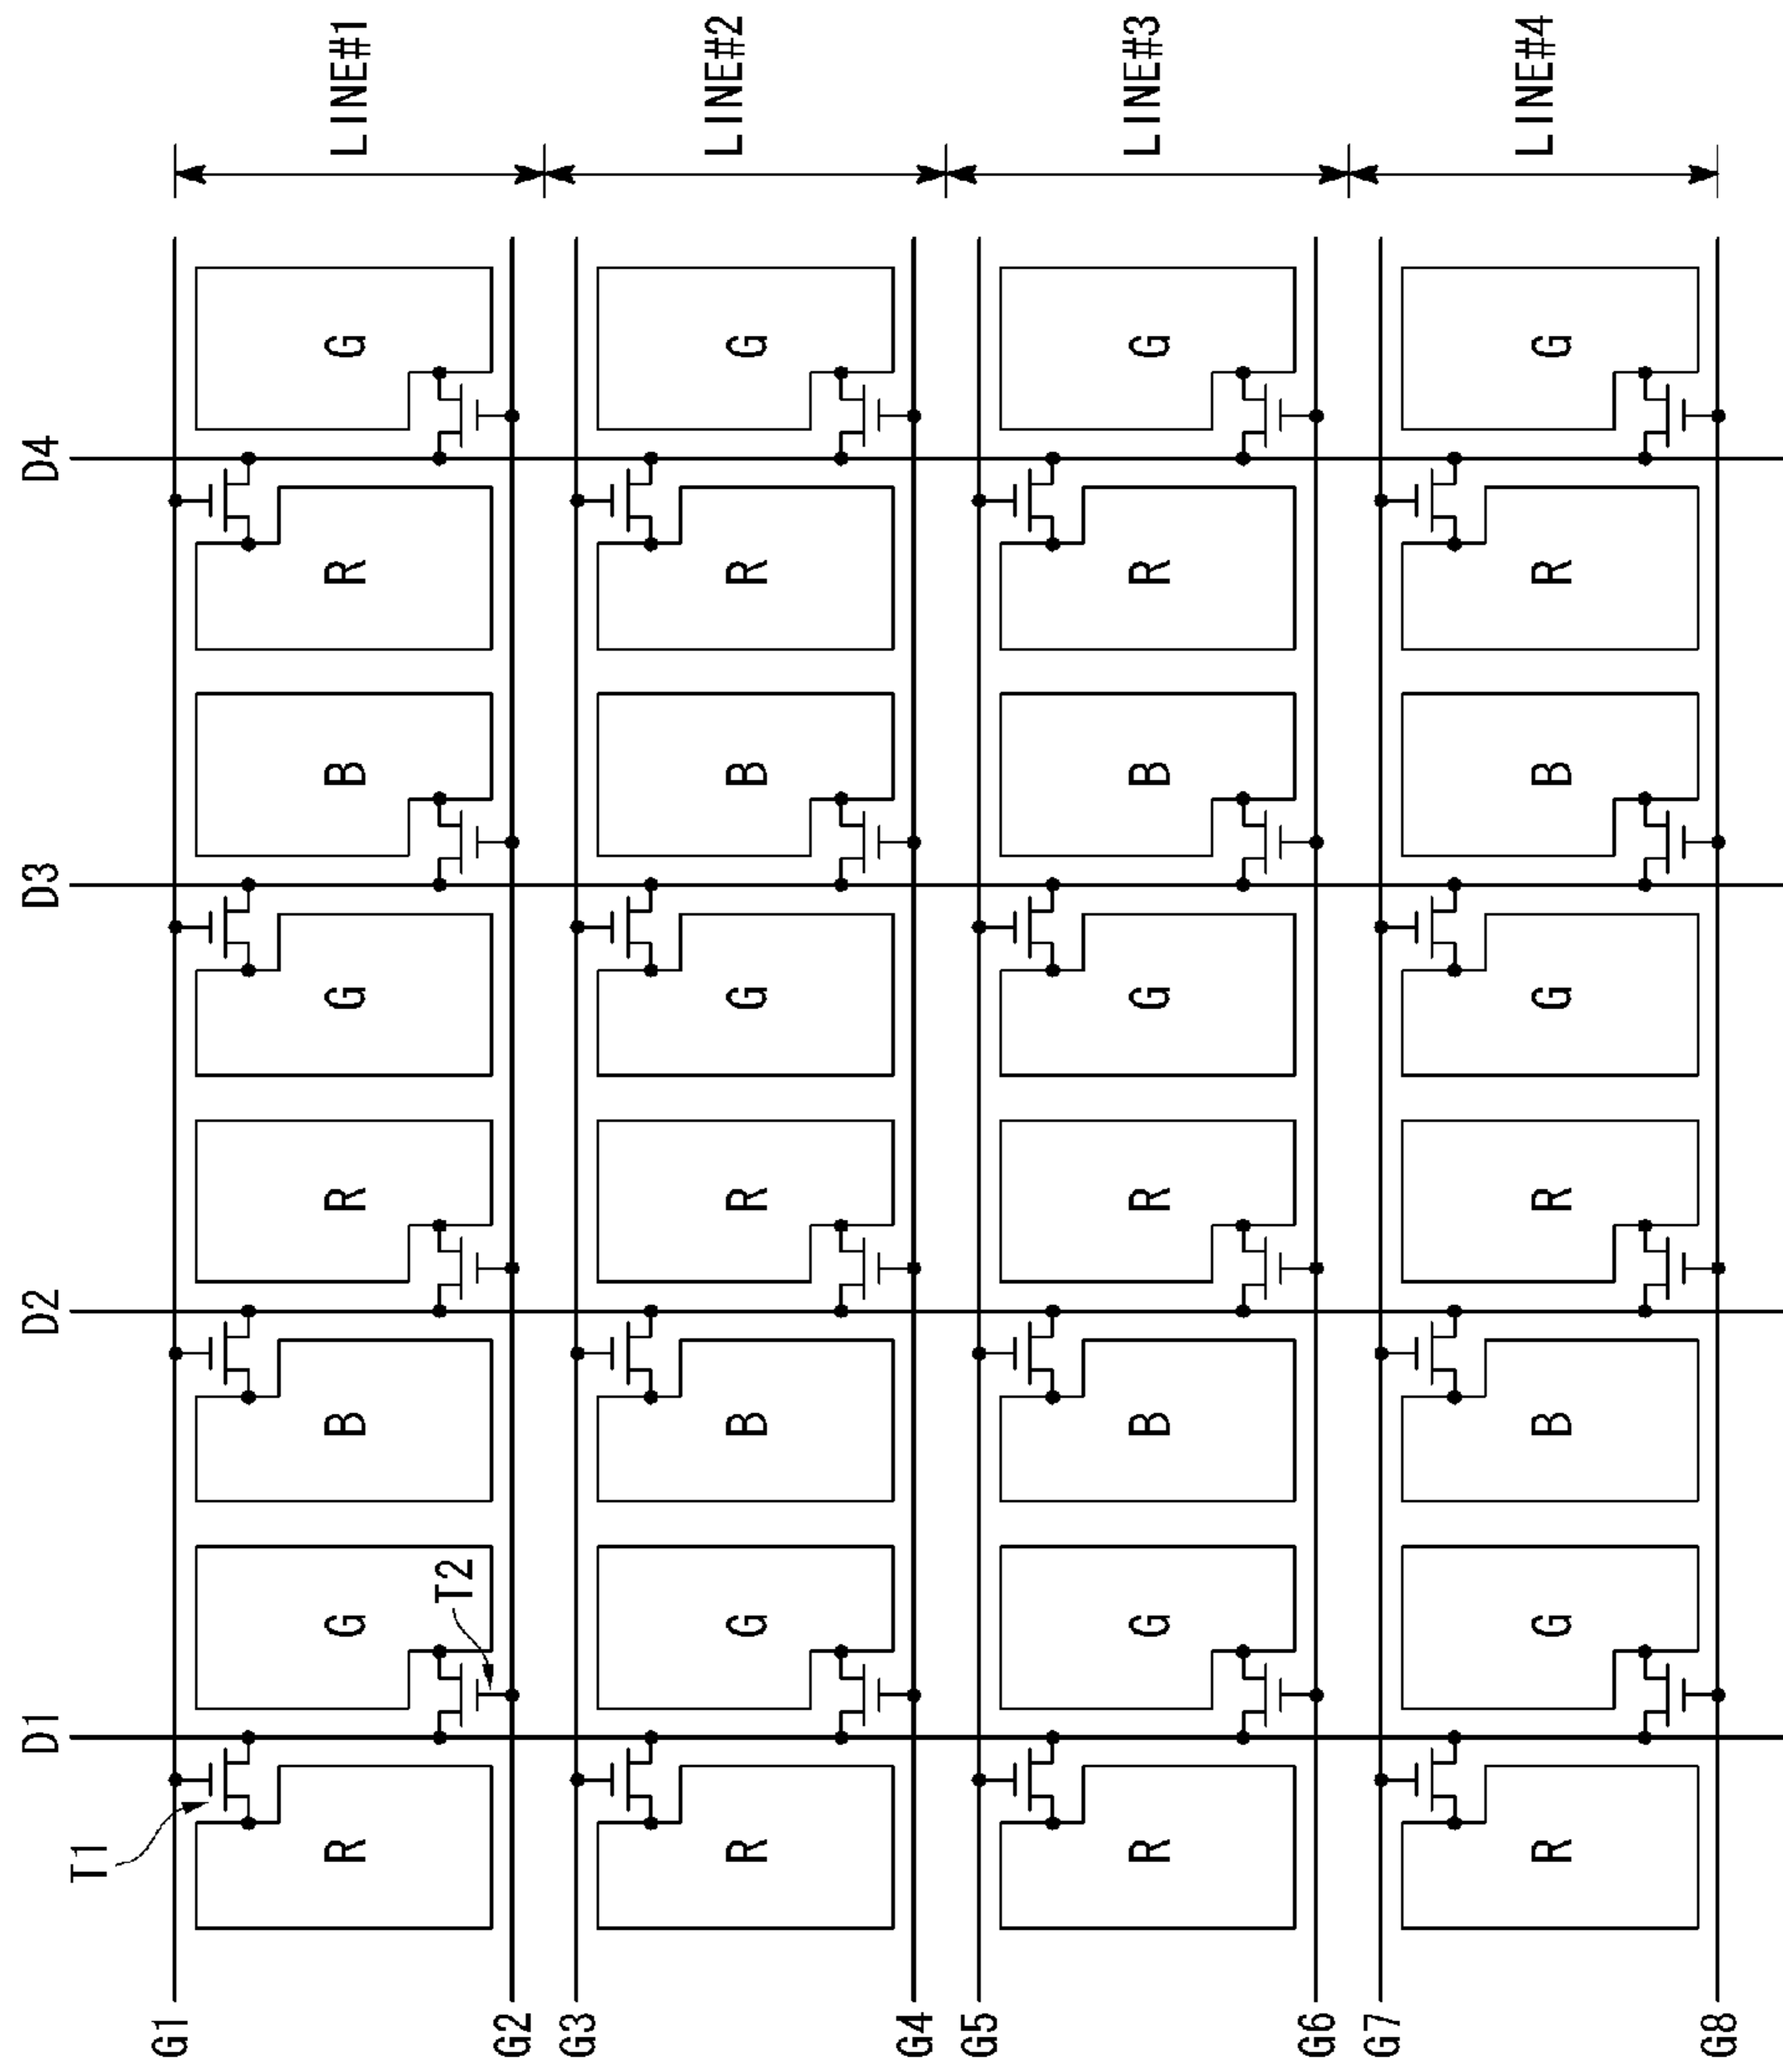 D1 D2 D3 D4
T1
G1
R G B R G B R G
LINE#1
T2
G2
G3
R G B R G B R G
LINE#2
G4
G5
R G B R G B R G
LINE#3
G6
G7
R G B R G B R G
LINE#4
G8